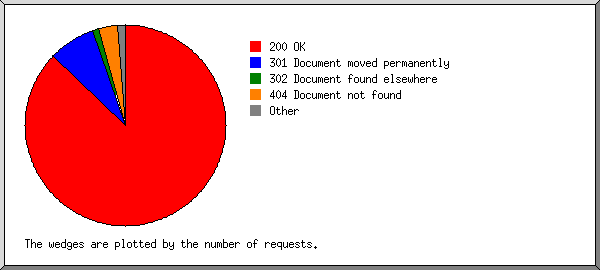 200 OK
301 Document moved permanently
302 Document found elsewhere
404 Document not found
Other
The wedges are plotted by the number of requests.